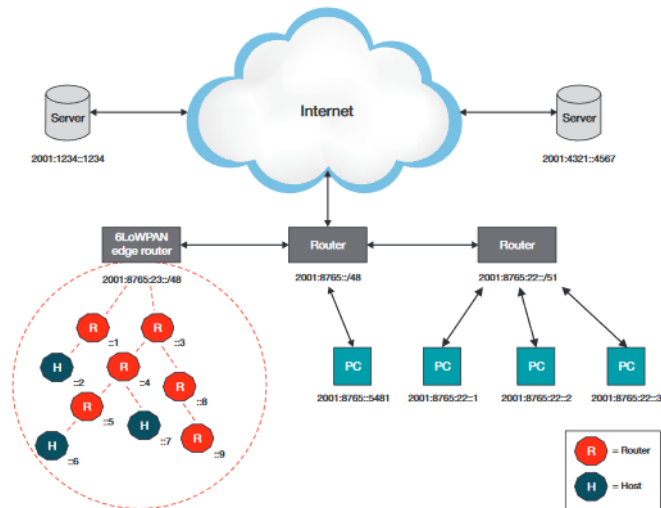 Internet
Server
Server
2001:1234::1234
2001:4321::4567
6LoWPAN
edge router
Router
Router
2001:8765:23::/48
2001:8765::/48
2001:8765:22::/51
R
::1
R
::3
H
::2
R
::4
R
::8
R
::5
H
::7
R
::9
H
::6
PC
PC
PC
PC
2001:8765::5481
2001:8765:22::1
2001:8765:22::2
2001:8765:22::3
R = Router
H = Host